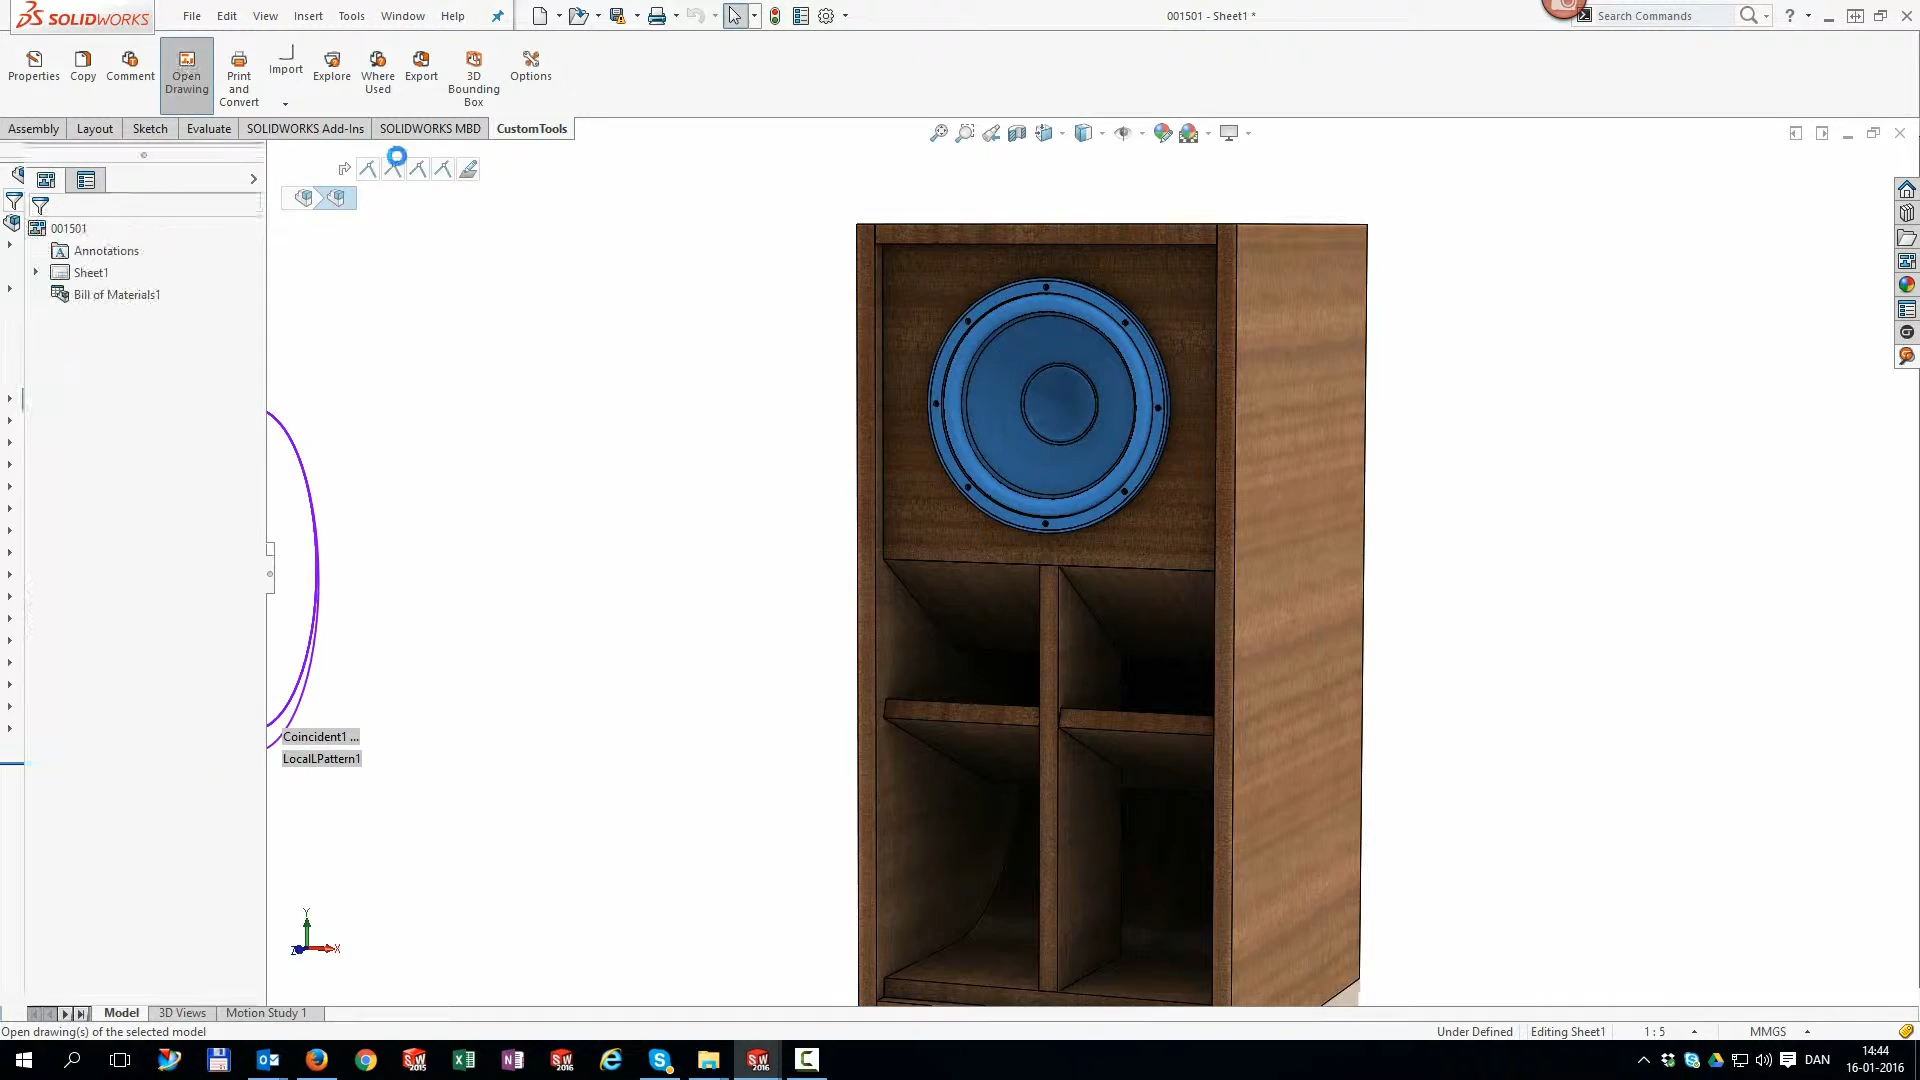 SOLIDWORKS
File Edit View Insert Tools Window Help
001501 - Sheet1 *
Search Commands
Properties Copy Comment Open Drawing Print and Convert Import Explore Where Used Export 3D Bounding Box Options
Assembly Layout Sketch Evaluate SOLIDWORKS Add-Ins SOLIDWORKS MBD CustomTools
001501
Annotations
Sheet1
Bill of Materials1
Coincident1 ...
LocalLPattern1
Y
Z X
Model 3D Views Motion Study 1
Open drawing(s) of the selected model
Under Defined Editing Sheet1 1 : 5 MMGS
DAN
14:44
16-01-2016
2015
2016
2016